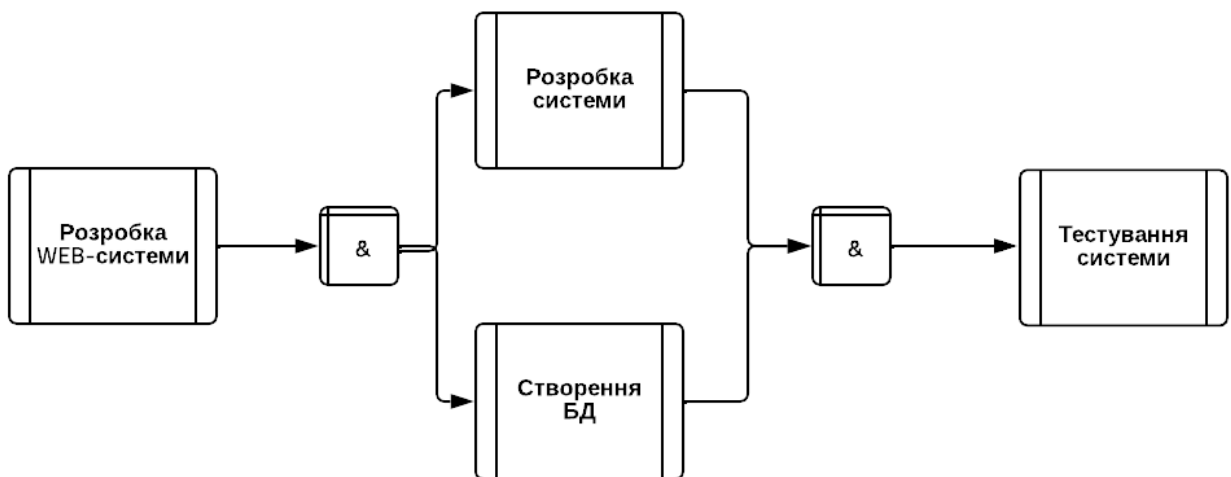 Розробка
системи
Розробка
WEB-системи
&
&
Тестування
системи
Створення
БД